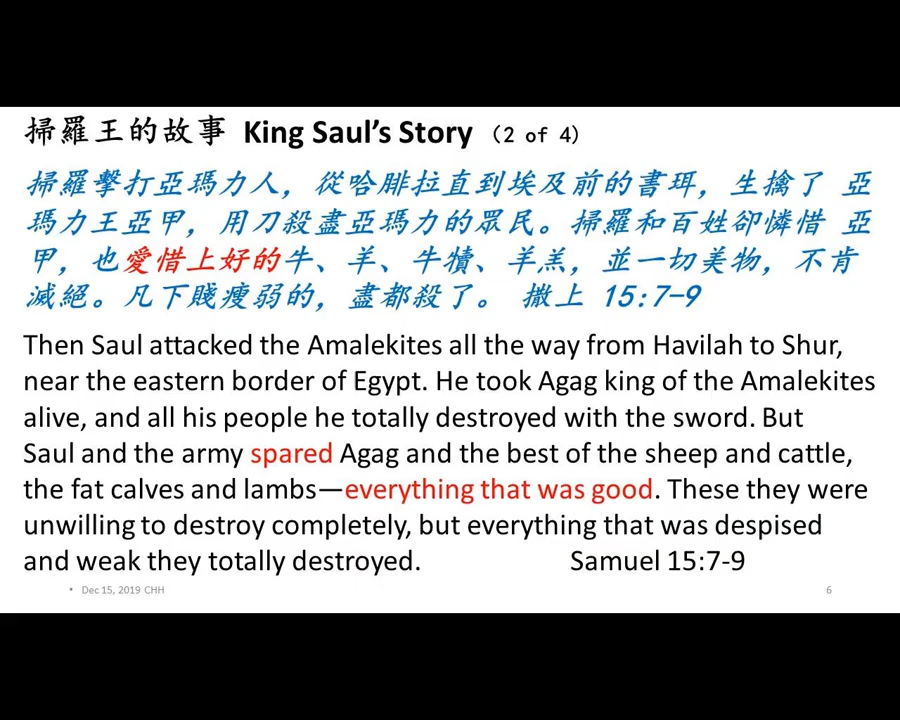 掃羅王的故事 King Saul's Story （2 of 4）
掃羅擊打亞瑪力人，從哈腓拉直到埃及前的書珥，生擒了 亞
瑪力王亞甲，用刀殺盡亞瑪力的眾民。掃羅和百姓卻憐惜 亞
甲，也愛惜上好的牛、羊、牛犢、羊羔，並一切美物，不肯
滅絕。凡下賤瘦弱的，盡都殺了。 撒上 15:7-9
Then Saul attacked the Amalekites all the way from Havilah to Shur,
near the eastern border of Egypt. He took Agag king of the Amalekites
alive, and all his people he totally destroyed with the sword. But
Saul and the army spared Agag and the best of the sheep and cattle,
the fat calves and lambs—everything that was good. These they were
unwilling to destroy completely, but everything that was despised
and weak they totally destroyed. Samuel 15:7-9
• Dec 15, 2019 CHH 6